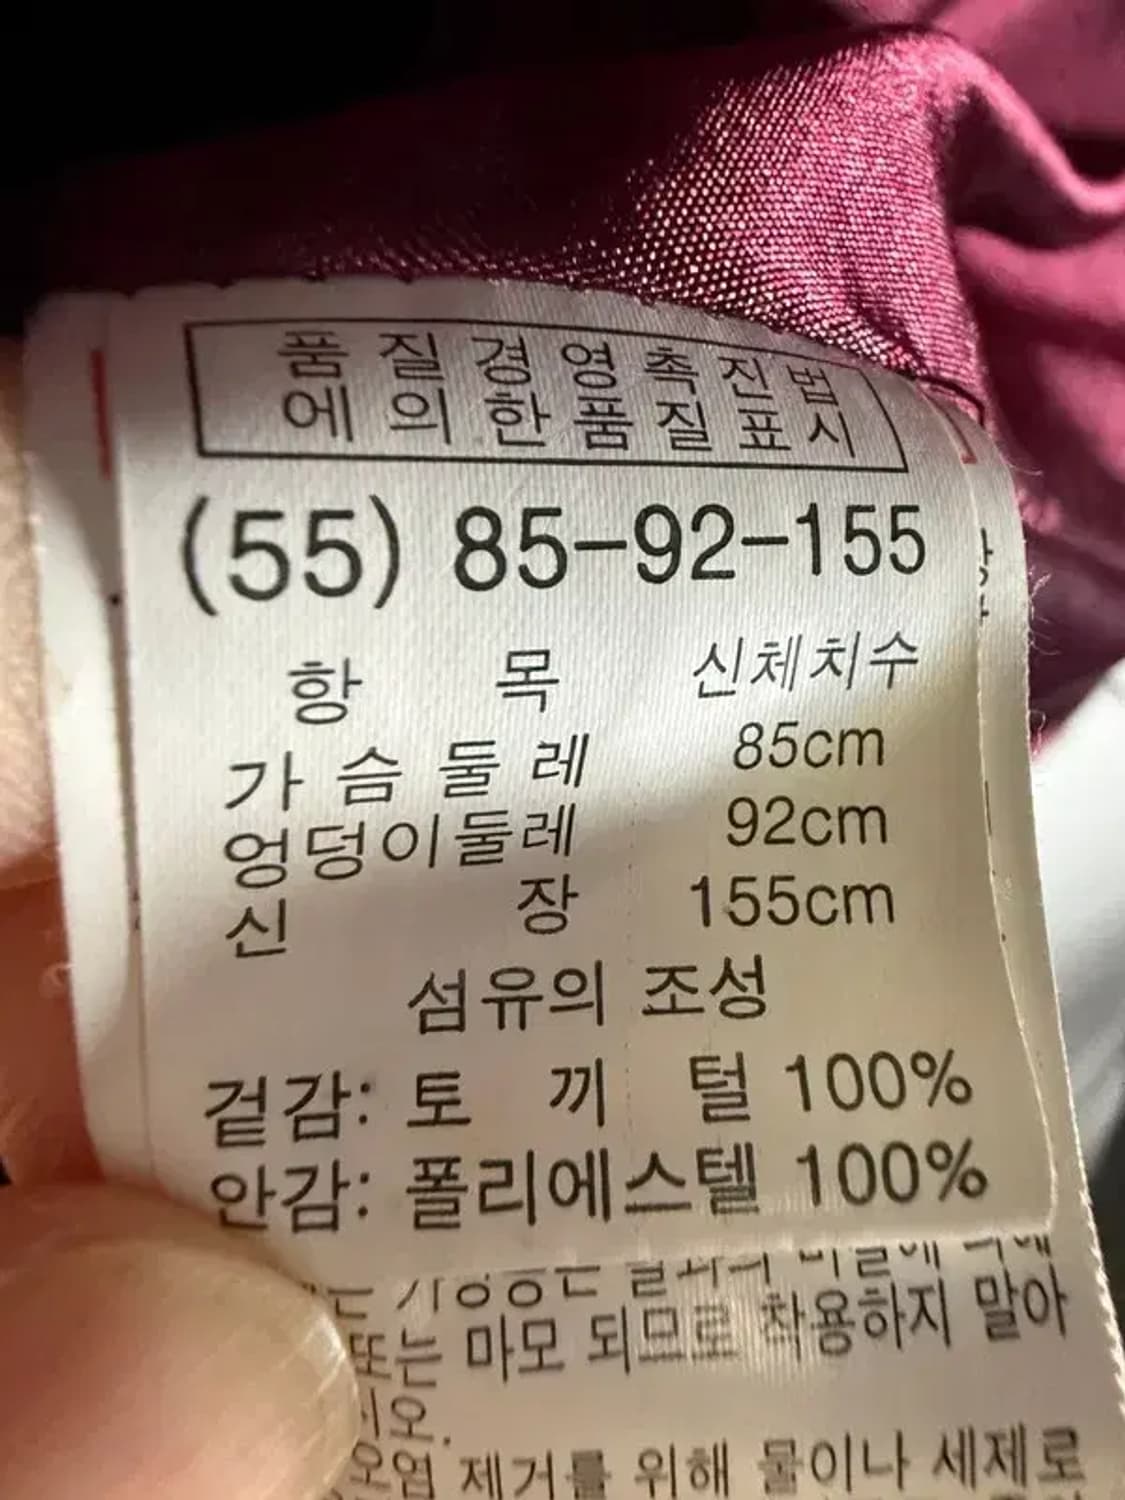 품질경영촉진법
에의한품질표시
(55) 85-92-155
항 목 신체치수
가슴둘레 85cm
엉덩이둘레 92cm
신 장 155cm
섬유의 조성
겉감: 토 끼 털 100%
안감: 폴리에스텔 100%
또는 마모 되므로 착용하지 말아
오염 제거를 위해 물이나 세제로